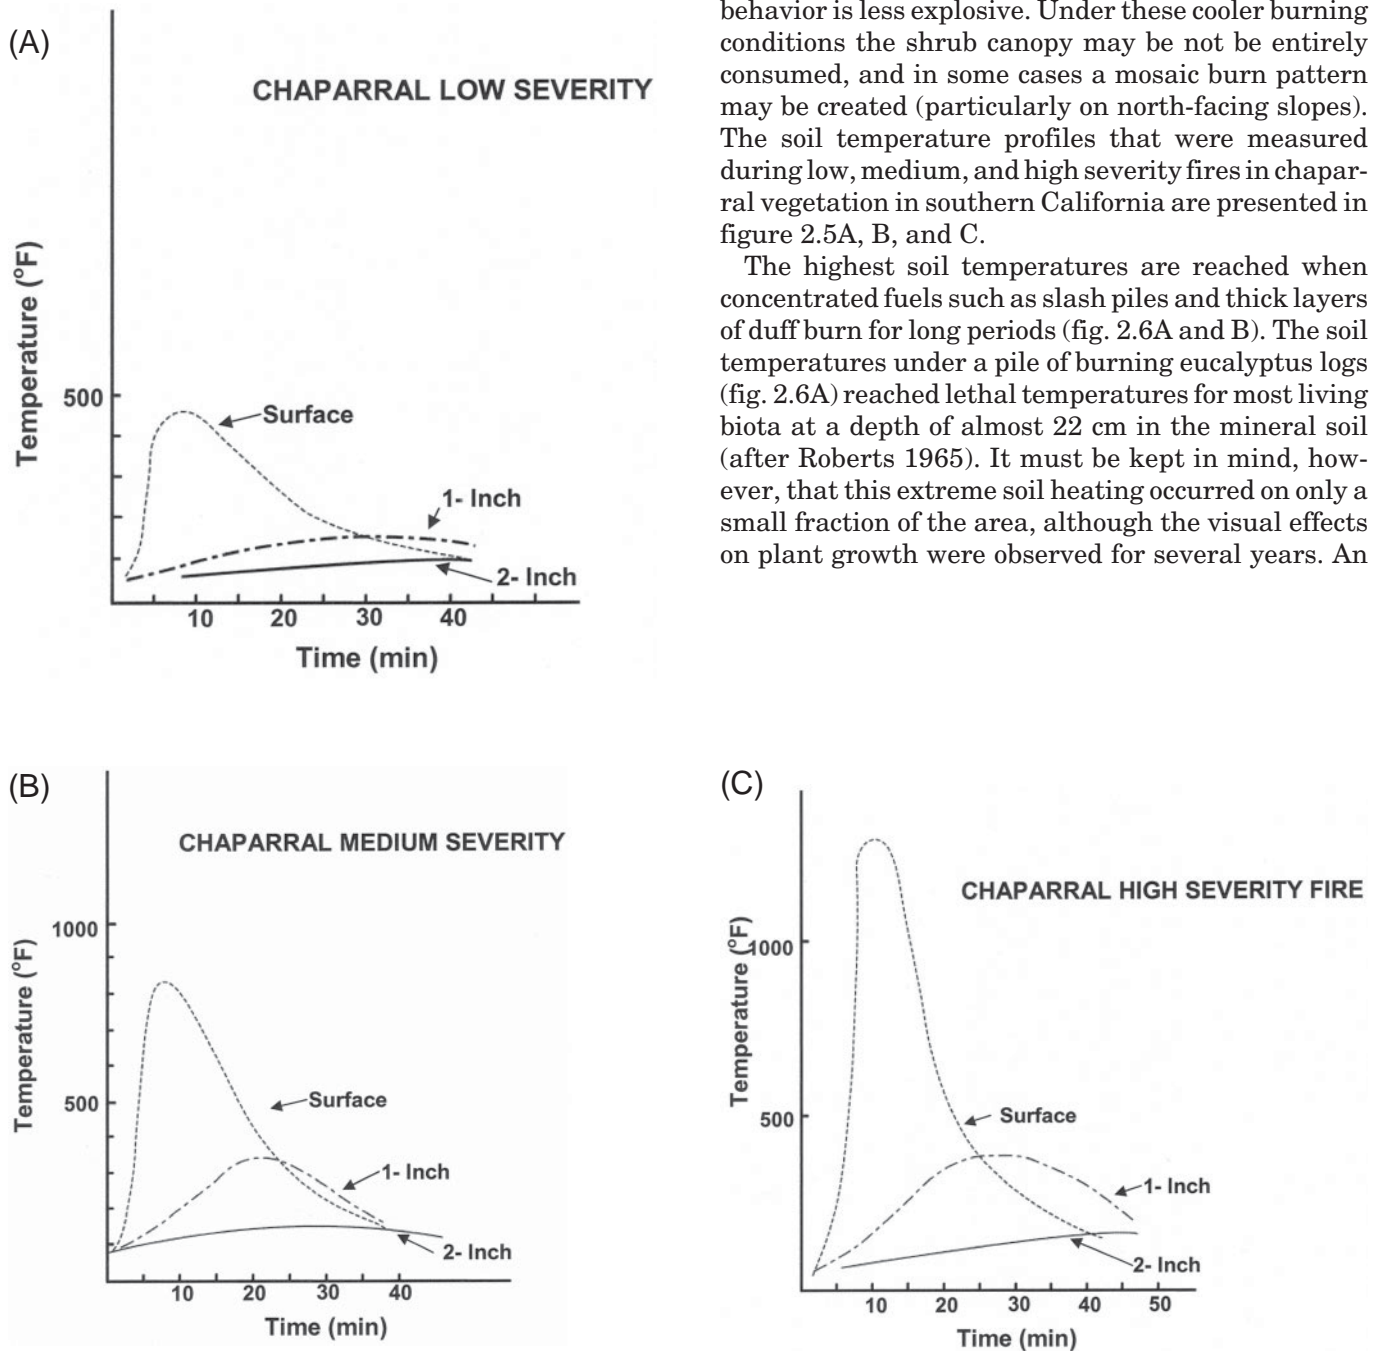 (A)
CHAPARRAL LOW SEVERITY
Temperature (°F)
500
Surface
1- Inch
2- Inch
10 20 30 40
Time (min)
behavior is less explosive. Under these cooler burning
conditions the shrub canopy may be not be entirely
consumed, and in some cases a mosaic burn pattern
may be created (particularly on north-facing slopes).
The soil temperature profiles that were measured
during low, medium, and high severity fires in chapar-
ral vegetation in southern California are presented in
figure 2.5A, B, and C.
The highest soil temperatures are reached when
concentrated fuels such as slash piles and thick layers
of duff burn for long periods (fig. 2.6A and B). The soil
temperatures under a pile of burning eucalyptus logs
(fig. 2.6A) reached lethal temperatures for most living
biota at a depth of almost 22 cm in the mineral soil
(after Roberts 1965). It must be kept in mind, how-
ever, that this extreme soil heating occurred on only a
small fraction of the area, although the visual effects
on plant growth were observed for several years. An
(B)
CHAPARRAL MEDIUM SEVERITY
Temperature (°F)
1000
500
Surface
1- Inch
2- Inch
10 20 30 40
Time (min)
(C)
CHAPARRAL HIGH SEVERITY FIRE
Temperature (°F)
1000
500
Surface
1- Inch
2- Inch
10 20 30 40 50
Time (min)